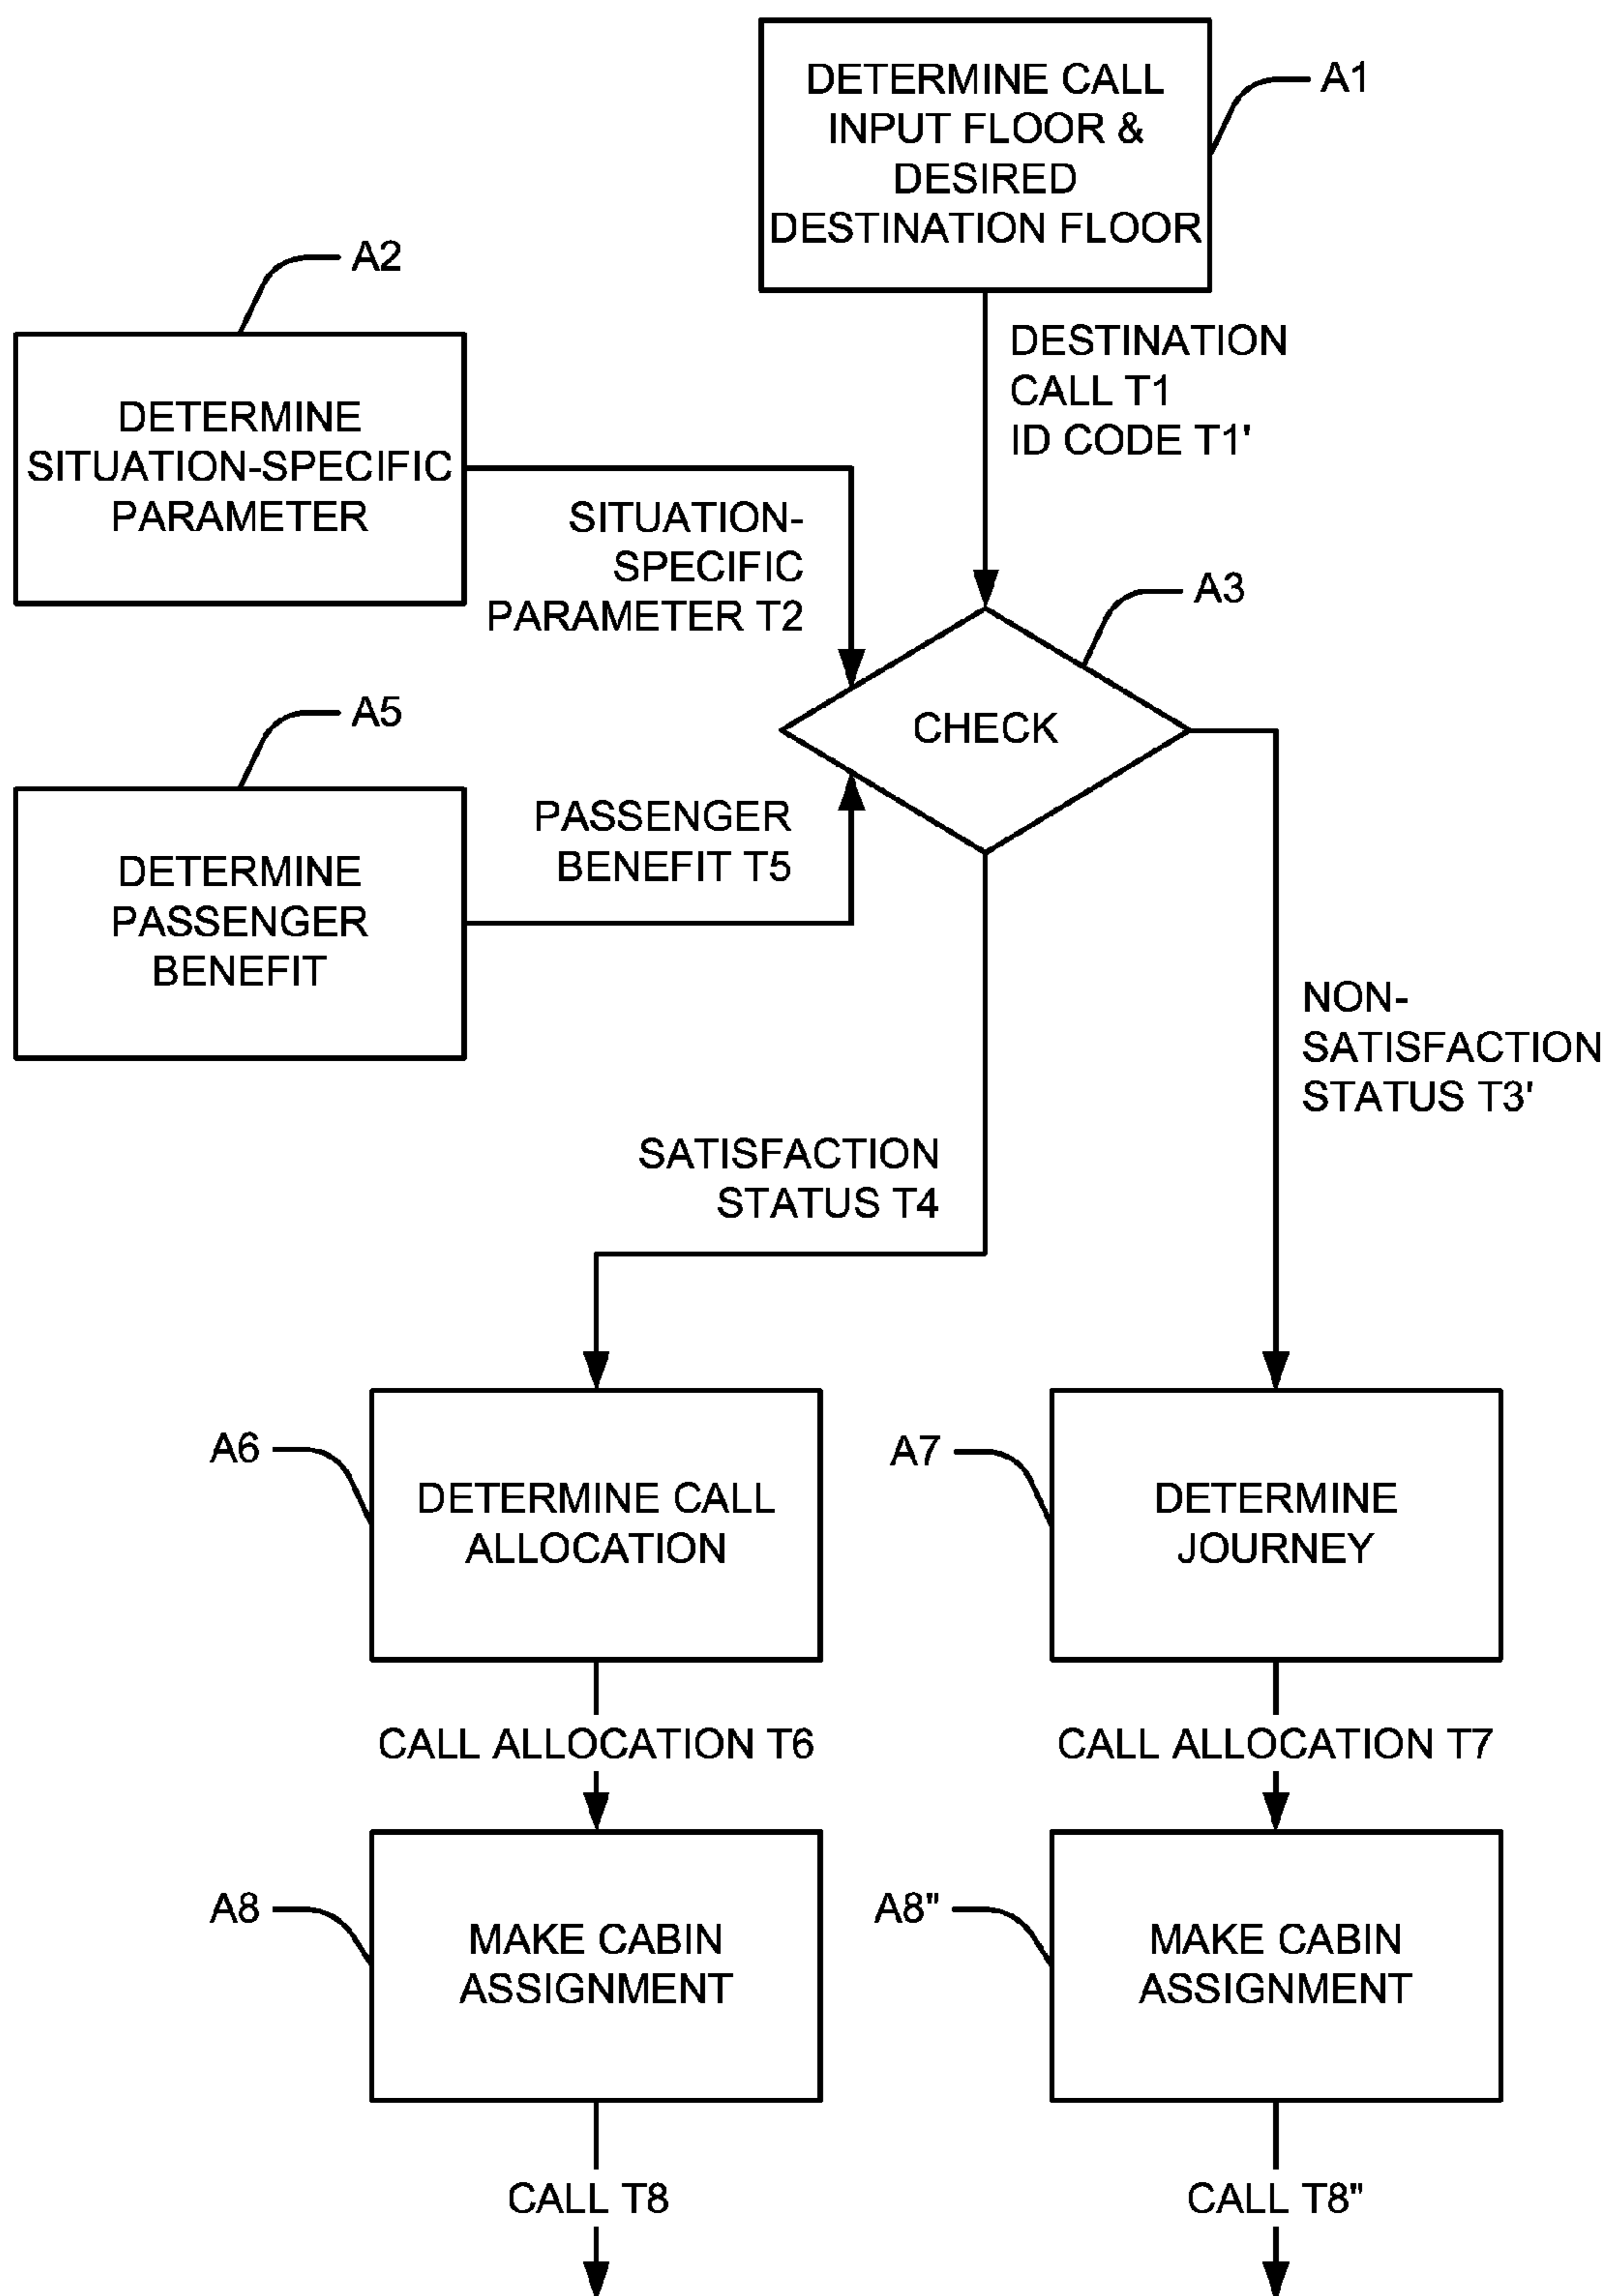 DETERMINE CALL
INPUT FLOOR &
DESIRED
DESTINATION FLOOR
A1
A2
DETERMINE
SITUATION-SPECIFIC
PARAMETER
DESTINATION
CALL T1
ID CODE T1'
SITUATION-
SPECIFIC
PARAMETER T2
A3
CHECK
A5
DETERMINE
PASSENGER
BENEFIT
PASSENGER
BENEFIT T5
NON-
SATISFACTION
STATUS T3'
SATISFACTION
STATUS T4
A6
DETERMINE CALL
ALLOCATION
A7
DETERMINE
JOURNEY
CALL ALLOCATION T6
CALL ALLOCATION T7
A8
MAKE CABIN
ASSIGNMENT
A8"
MAKE CABIN
ASSIGNMENT
CALL T8
CALL T8"